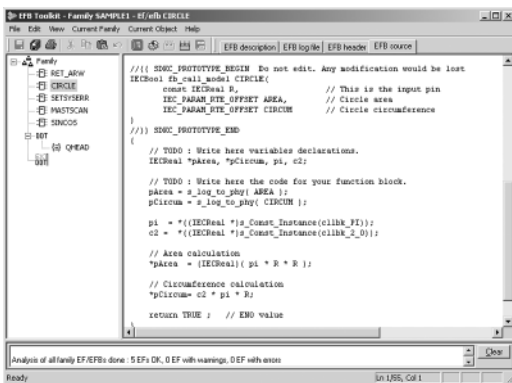 EFB Toolkit - Family SAMPLE1 - Ef/efb CIRCLE
File Edit View Current Family Current Object Help
EFB description EFB log file EFB header EFB source
Family
RET_ARW
CIRCLE
SETSYSERR
MASTSCAN
SINCOS
DDT
QHEAD
DDT
//{{ SDKC_PROTOTYPE_BEGIN Do not edit. Any modification would be lost
IECBool fb_call_model CIRCLE(
const IECReal R, // This is the input pin
IEC_PARAM_RTE_OFFSET AREA, // Circle area
IEC_PARAM_RTE_OFFSET CIRCUM // Circle circumference
)
//}} SDKC_PROTOTYPE_END
{
// TODO : Write here variables declarations.
IECReal *pArea, *pCircum, pi, c2;
// TODO : Write here the code for your function block.
pArea = s_log_to_phy( AREA );
pCircum = s_log_to_phy( CIRCUM );
pi = *((IECReal *)s_Const_Instance(clibk_PI));
c2 = *((IECReal *)s_Const_Instance(clibk_2_0));
// Area calculation
*pArea = (IECReal)( pi * R * R );
// Circumference calculation
*pCircum= c2 * pi * R;
return TRUE ; // ENO value
Analysis of all family EF/EFBs done : 5 EFs OK, 0 EF with warnings, 0 EF with errors
Clear
Ready
Ln 1/55, Col 1